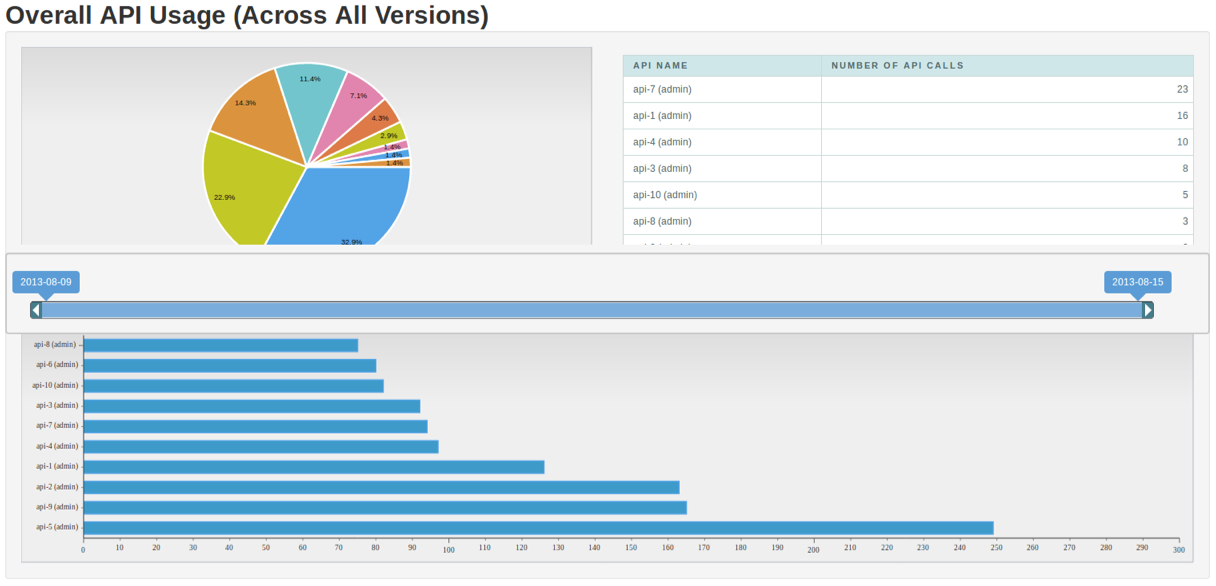 Overall API Usage (Across All Versions)
11.4%
14.3%
7.1%
4.3%
2.9%
1.4%
1.4%
1.4%
22.9%
32.9%
API NAME NUMBER OF API CALLS
api-7 (admin) 23
api-1 (admin) 16
api-4 (admin) 10
api-3 (admin) 8
api-10 (admin) 5
api-8 (admin) 3
2013-08-09 2013-08-15
api-8 (admin)
api-6 (admin)
api-10 (admin)
api-3 (admin)
api-7 (admin)
api-4 (admin)
api-1 (admin)
api-2 (admin)
api-9 (admin)
api-5 (admin)
0 10 20 30 40 50 60 70 80 90 100 110 120 130 140 150 160 170 180 190 200 210 220 230 240 250 260 270 280 290 300